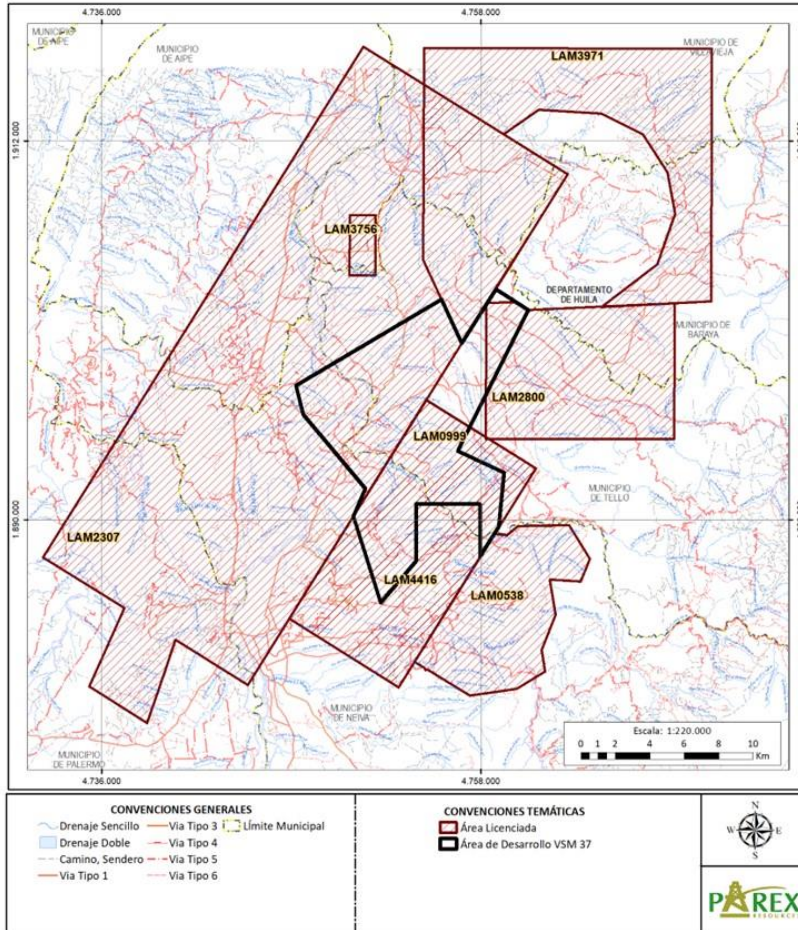 4.736.000
4.758.000
MUNICIPIO
DE AIPE
MUNICIPIO
DE AIPE
LAM3971
MUNICIPIO DE
1.912.000
1.912.000
LAM3756
DEPARTAMENTO
DE HUILA
MUNICIPIO DE
BARAYA
LAM2800
LAM0999
MUNICIPIO
DE TELLO
1.890.000
LAM2307
LAM4416
LAM0538
MUNICIPIO
DE NEIVA
MUNICIPIO
DE PALERMO
Escala: 1:220.000
0 1 2 4 6 8 10
Km
4.736.000
4.758.000
CONVENCIONES GENERALES
Drenaje Sencillo
Via Tipo 3
Límite Municipal
Drenaje Doble
Via Tipo 4
Camino, Sendero
Via Tipo 5
Via Tipo 1
Via Tipo 6
CONVENCIONES TEMÁTICAS
Área Licenciada
Área de Desarrollo VSM 37
N
W
E
S
PAREX
RESOURCES